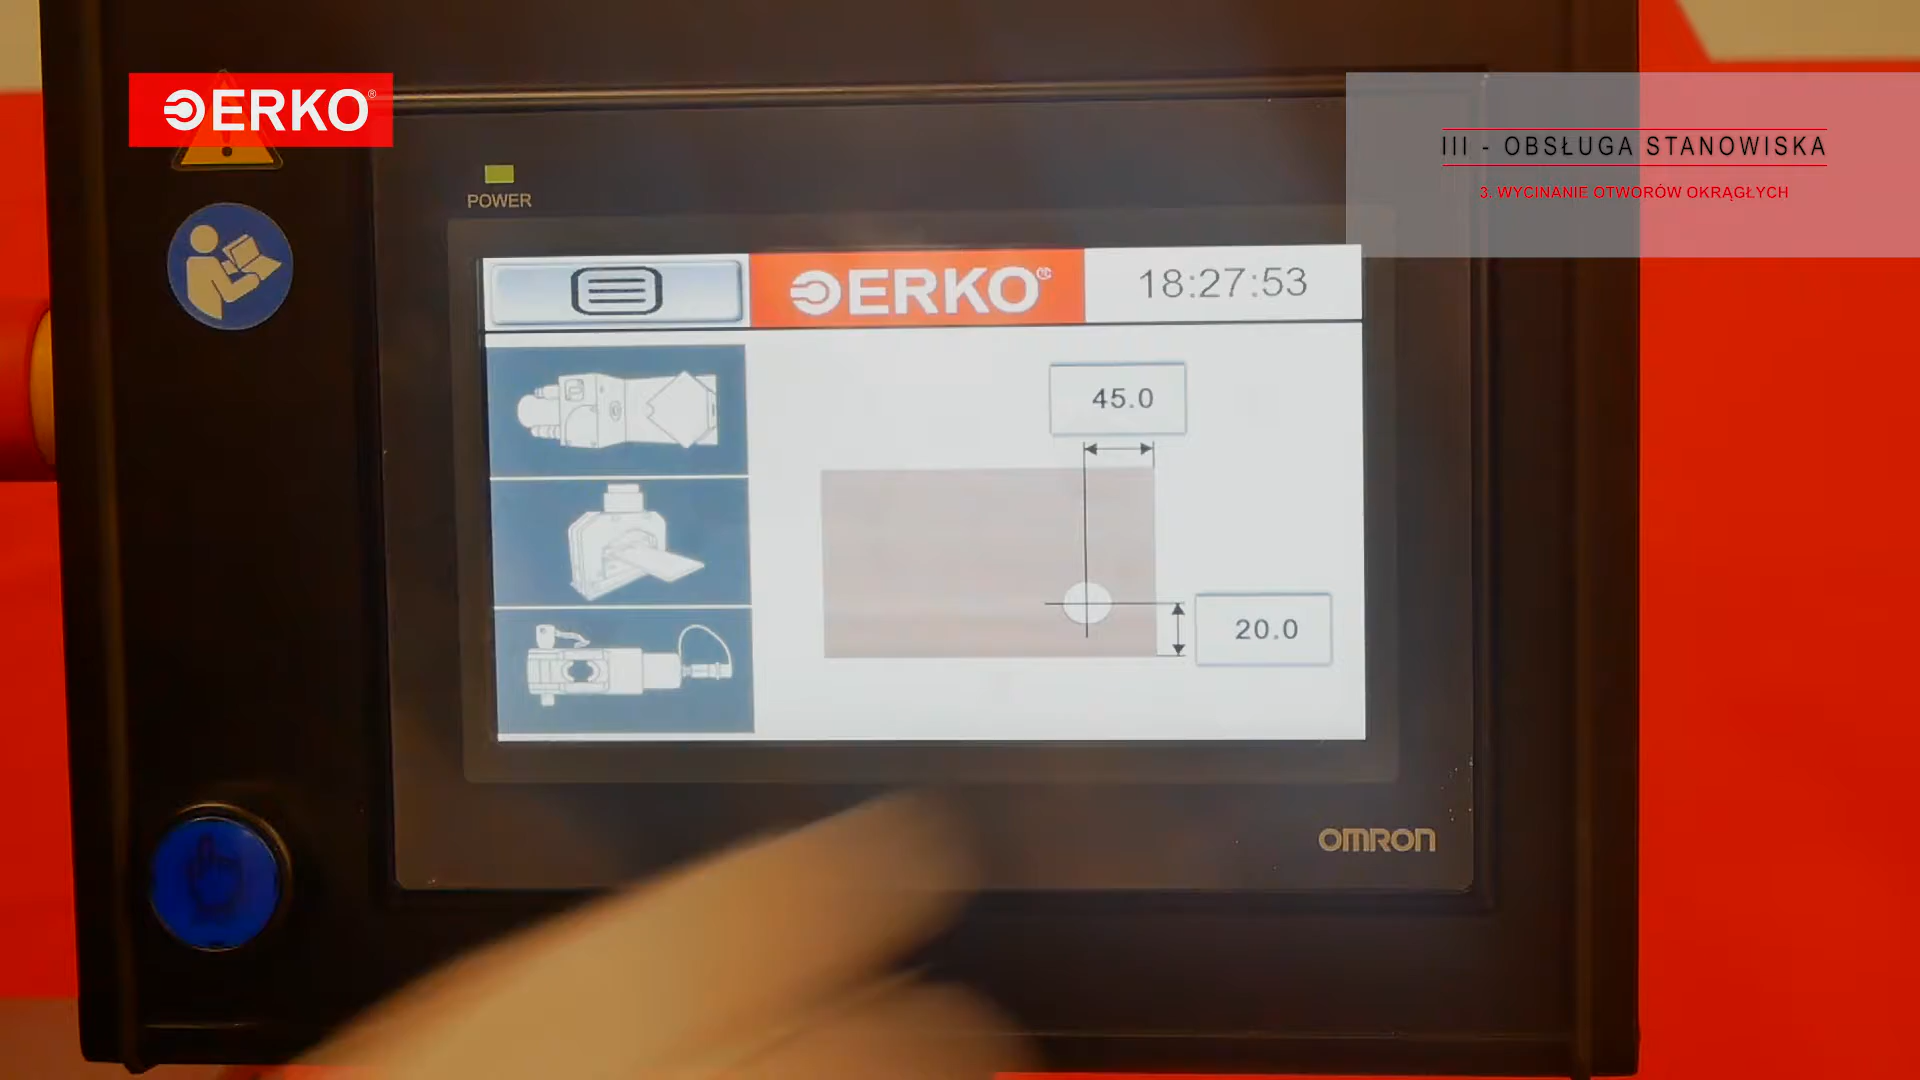 ERKO®
III - OBSŁUGA STANOWISKA
3. WYCINANIE OTWORÓW OKRĄGŁYCH
POWER
ERKO®
18:27:53
45.0
20.0
OMRON